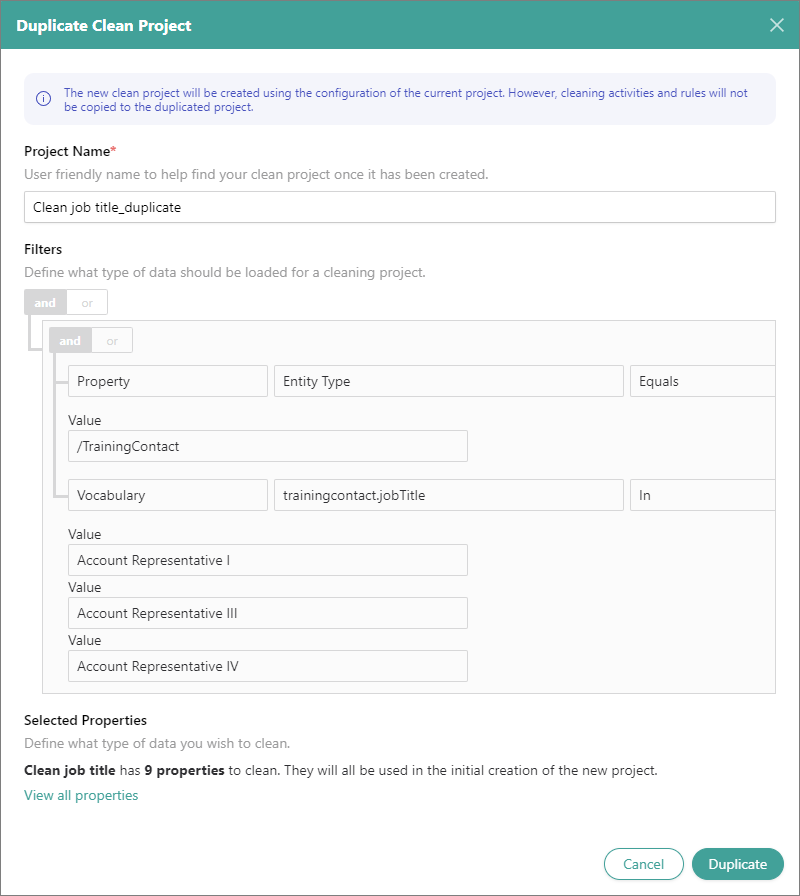 Duplicate Clean Project
The new clean project will be created using the configuration of the current project. However, cleaning activities and rules will not
be copied to the duplicated project.
Project Name*
User friendly name to help find your clean project once it has been created.
Clean job title_duplicate
Filters
Define what type of data should be loaded for a cleaning project.
and or
and or
Property Entity Type Equals
Value
/TrainingContact
Vocabulary trainingcontact.jobTitle In
Value
Account Representative I
Value
Account Representative III
Value
Account Representative IV
Selected Properties
Define what type of data you wish to clean.
Clean job title has 9 properties to clean. They will all be used in the initial creation of the new project.
View all properties
Cancel Duplicate